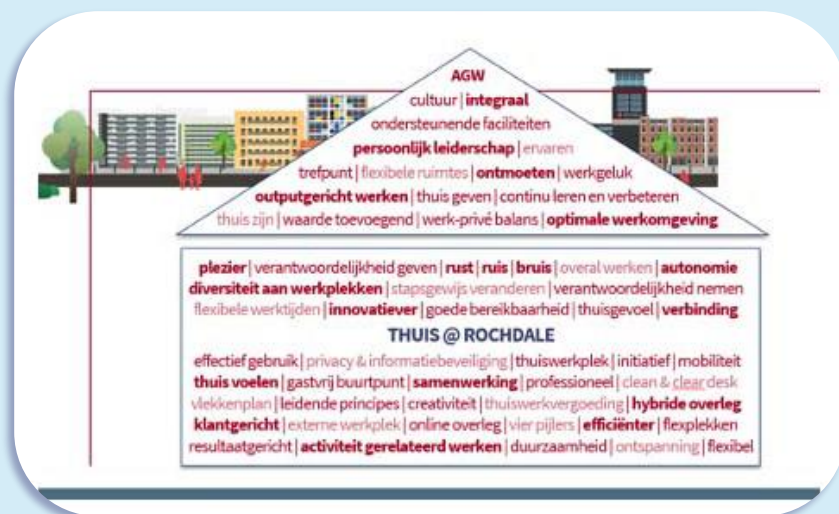 AGW
cultuur | integraal
ondersteunende faciliteiten
persoonlijk leiderschap | ervaren
trefpunt | flexibele ruimtes | ontmoeten | werkgeluk
outputgericht werken | thuis geven | continu leren en verbeteren
thuis zijn | waarde toevoegend | werk-privé balans | optimale werkomgeving
plezier | verantwoordelijkheid geven | rust | ruis | bruis | overal werken | autonomie
diversiteit aan werkplekken | stapsgewijs veranderen | verantwoordelijkheid nemen
flexibele werktijden | innovatiever | goede bereikbaarheid | thuisgevoel | verbinding
THUIS @ ROCHDALE
effectief gebruik | privacy & informatiebeveiliging | thuiswerkplek | initiatief | mobiliteit
thuis voelen | gastvrij buurtpunt | samenwerking | professioneel | clean & clear desk
vlekkenplan | leidende principes | creativiteit | thuiswerkvergoeding | hybride overleg
klantgericht | externe werkplek | online overleg | vier pijlers | efficiënter | flexplekken
resultaatgericht | activiteit gerelateerd werken | duurzaamheid | ontspanning | flexibel